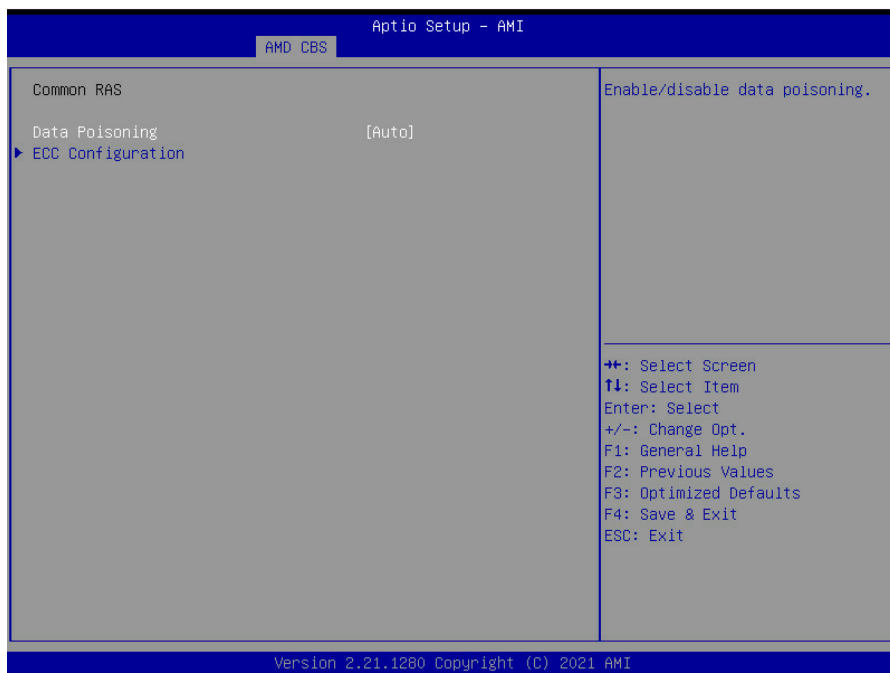 Aptio Setup – AMI
AMD CBS
Common RAS
Data Poisoning [Auto]
▶ ECC Configuration
Enable/disable data poisoning.
→←: Select Screen
↑↓: Select Item
Enter: Select
+/-: Change Opt.
F1: General Help
F2: Previous Values
F3: Optimized Defaults
F4: Save & Exit
ESC: Exit
Version 2.21.1280 Copyright (C) 2021 AMI